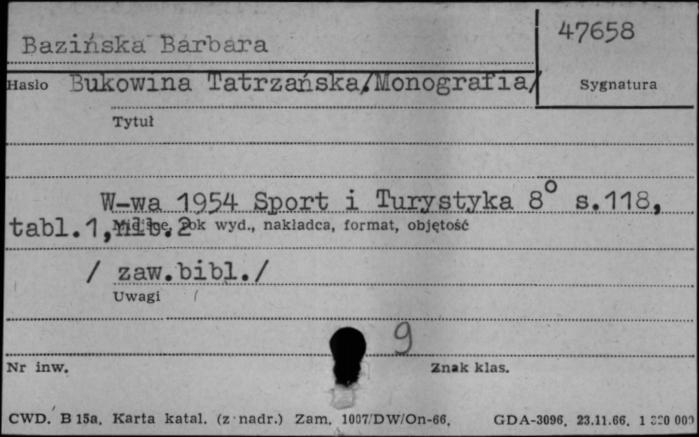 Bazińska Barbara
47658
Hasło Bukowina Tatrzańska/Monografia/
Sygnatura
Tytuł
W-wa 1954 Sport i Turystyka 8° s.118,
tabl.1, nlb.2
Miejsce, rok wyd., nakładca, format, objętość
/ zaw.bibl./
Uwagi
9
Nr inw.
Znak klas.
CWD. B 15a. Karta katal. (z nadr.) Zam. 1007/DW/On-66.
GDA-3096. 23.11.66.